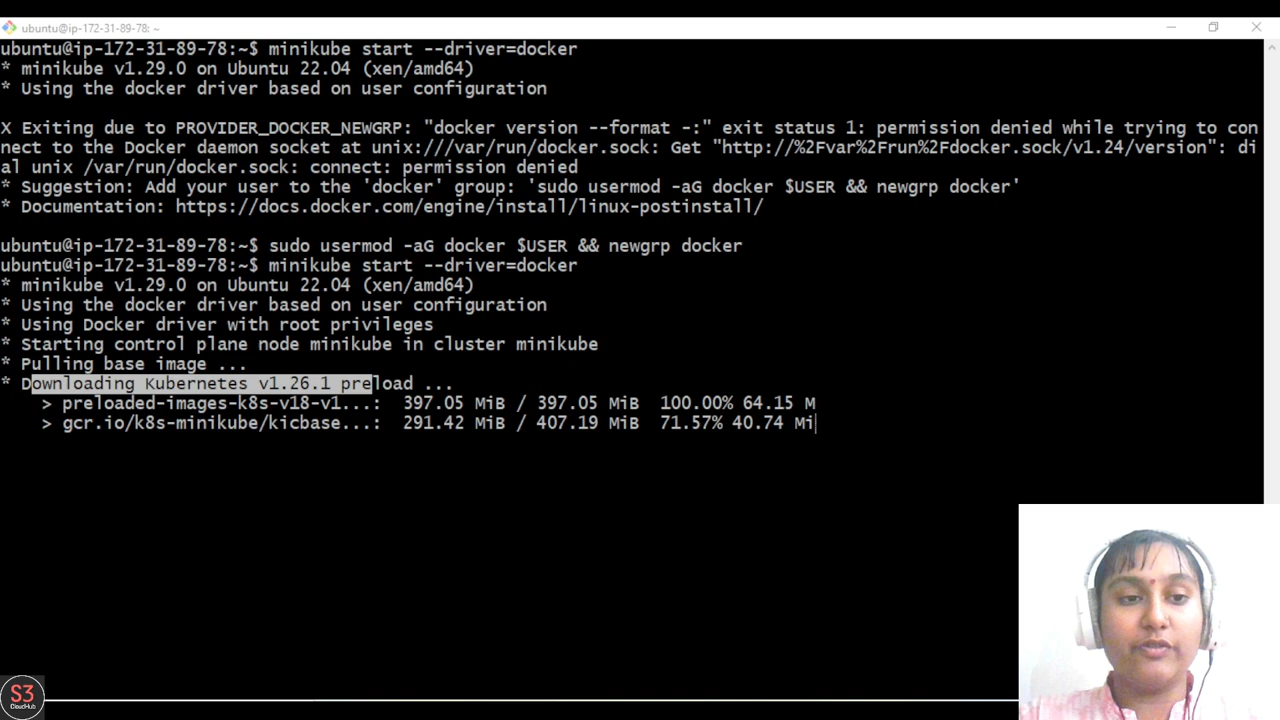 ubuntu@ip-172-31-89-78: ~
ubuntu@ip-172-31-89-78:~$ minikube start --driver=docker
* minikube v1.29.0 on Ubuntu 22.04 (xen/amd64)
* Using the docker driver based on user configuration
X Exiting due to PROVIDER_DOCKER_NEWGRP: "docker version --format -:" exit status 1: permission denied while trying to con
nect to the Docker daemon socket at unix:///var/run/docker.sock: Get "http://%2Fvar%2Frun%2Fdocker.sock/v1.24/version": di
al unix /var/run/docker.sock: connect: permission denied
* Suggestion: Add your user to the 'docker' group: 'sudo usermod -aG docker $USER && newgrp docker'
* Documentation: https://docs.docker.com/engine/install/linux-postinstall/
ubuntu@ip-172-31-89-78:~$ sudo usermod -aG docker $USER && newgrp docker
ubuntu@ip-172-31-89-78:~$ minikube start --driver=docker
* minikube v1.29.0 on Ubuntu 22.04 (xen/amd64)
* Using the docker driver based on user configuration
* Using Docker driver with root privileges
* Starting control plane node minikube in cluster minikube
* Pulling base image ...
* Downloading Kubernetes v1.26.1 preload ...
> preloaded-images-k8s-v18-v1...: 397.05 MiB / 397.05 MiB 100.00% 64.15 M
> gcr.io/k8s-minikube/kicbase...: 291.42 MiB / 407.19 MiB 71.57% 40.74 Mi
S3
CloudHub